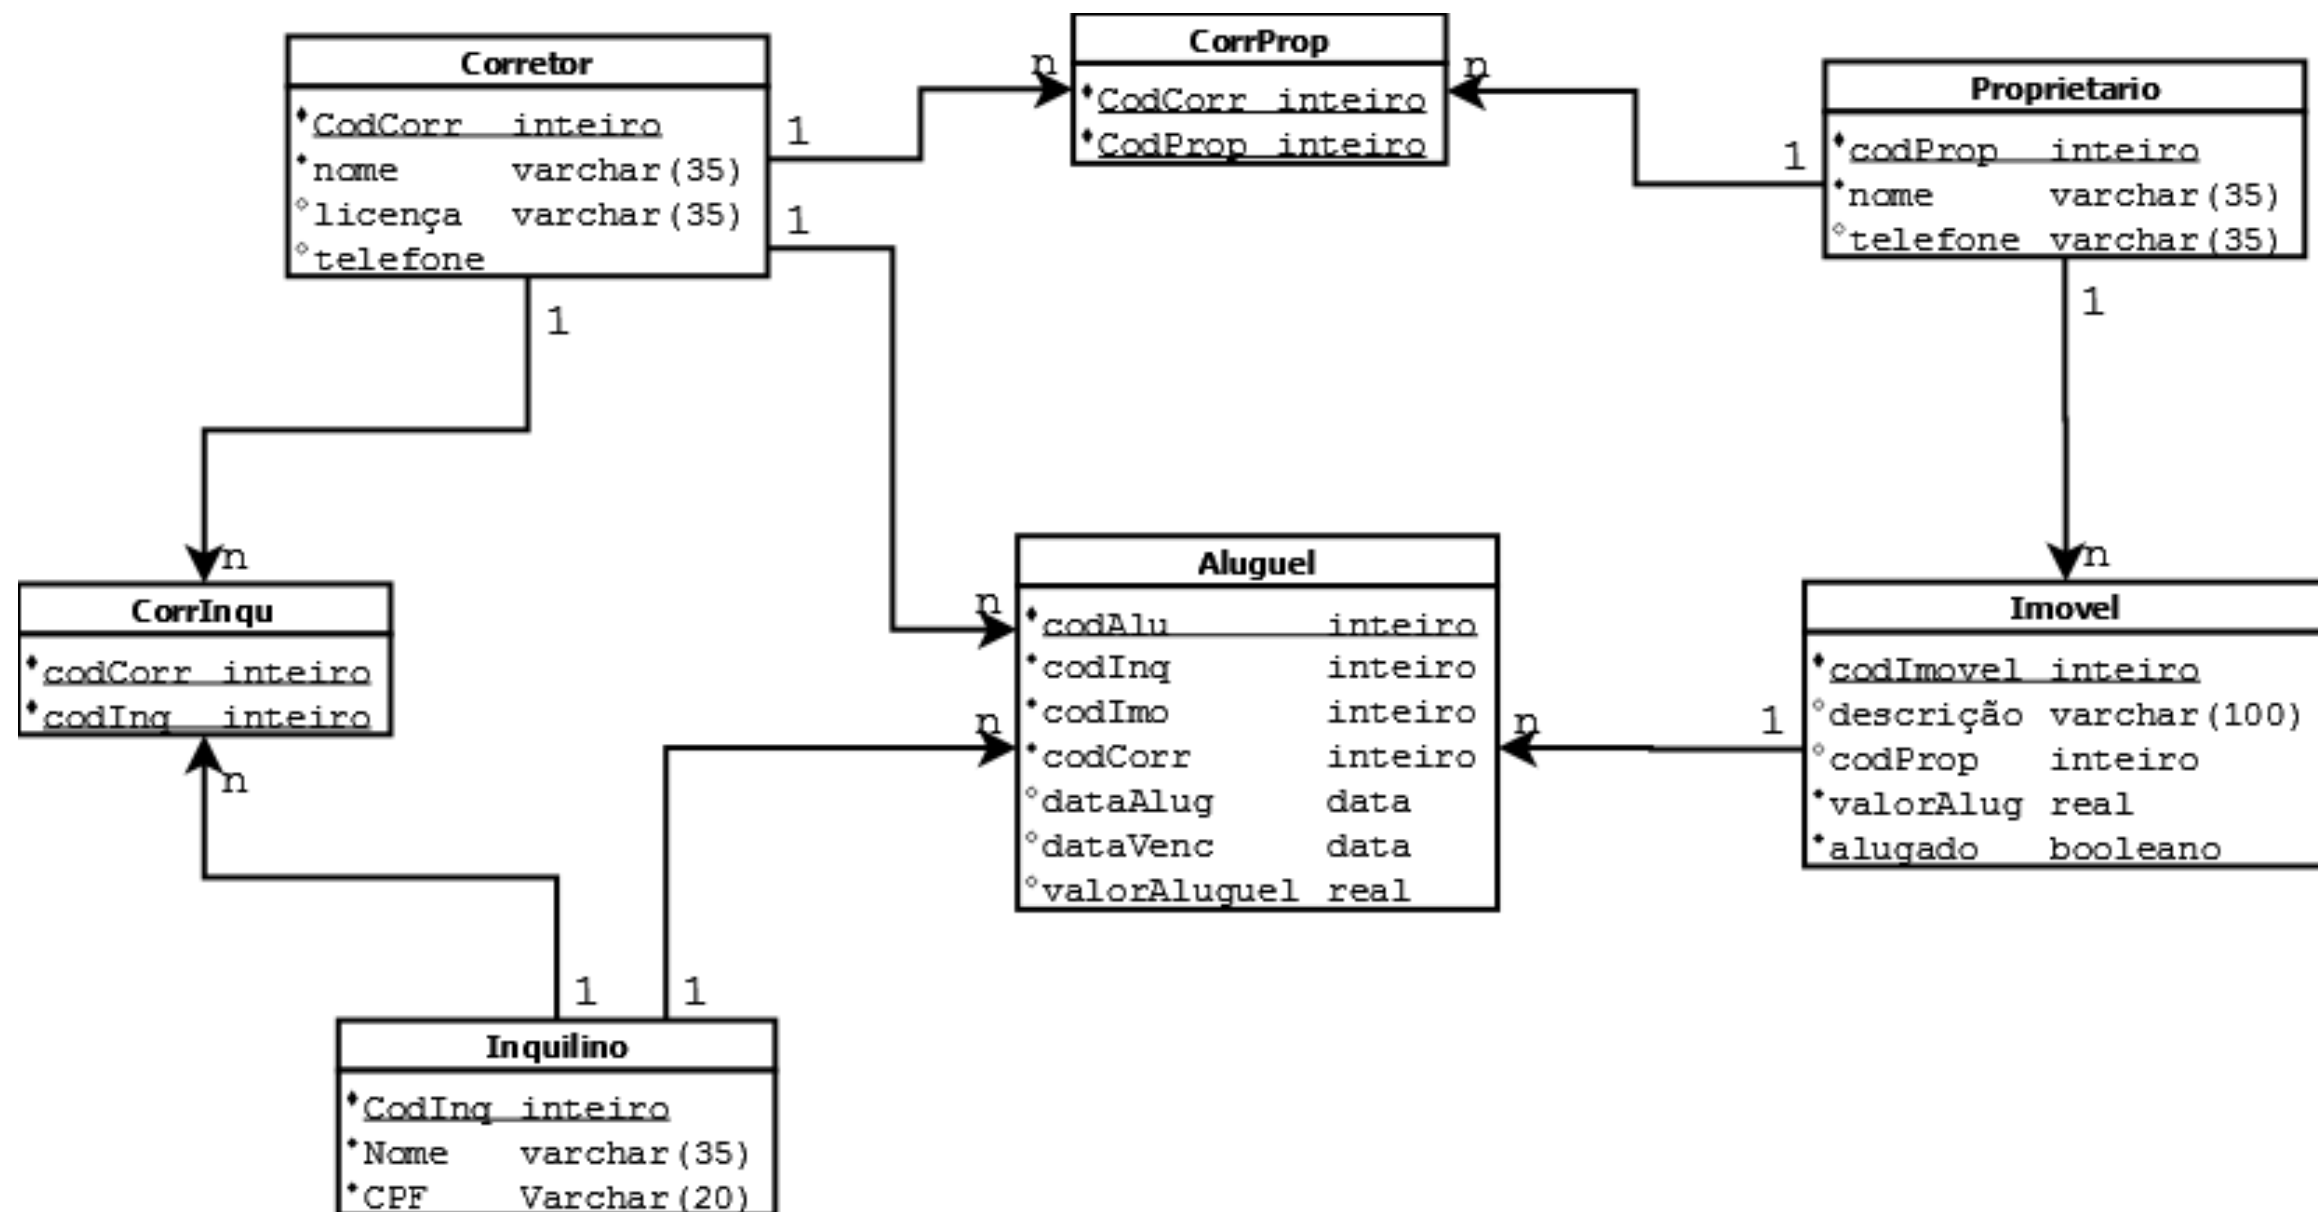 Corretor
CodCorr inteiro
nome varchar(35)
licença varchar(35)
telefone
1
1
1
n
CorrProp
CodCorr inteiro
CodProp inteiro
n
Proprietario
codProp inteiro
nome varchar(35)
telefone varchar(35)
1
1
n
CorrInqu
codCorr inteiro
codInq inteiro
n
n
n
Aluguel
codAlu inteiro
codInq inteiro
codImo inteiro
codCorr inteiro
dataAlug data
dataVenc data
valorAluguel real
n
1
n
Imovel
codImovel inteiro
descrição varchar(100)
codProp inteiro
valorAlug real
alugado booleano
1
1
Inquilino
CodInq inteiro
Nome varchar(35)
CPF Varchar(20)